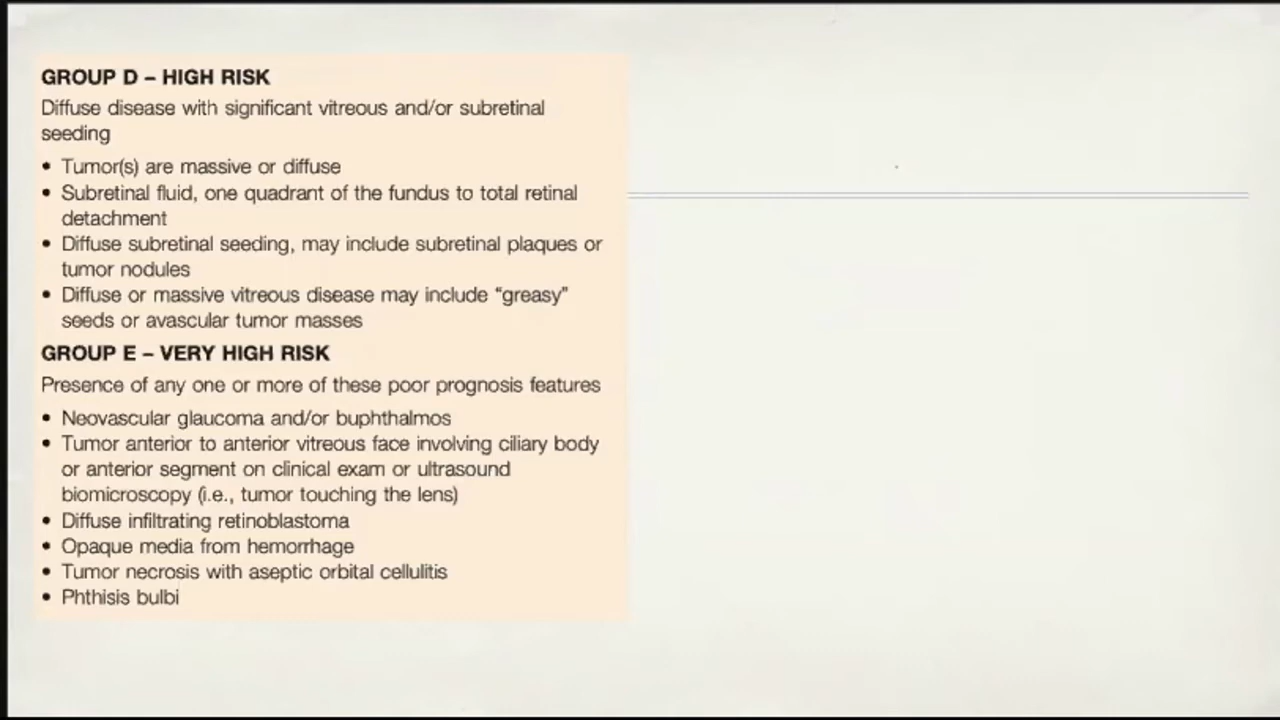 GROUP D – HIGH RISK
Diffuse disease with significant vitreous and/or subretinal
seeding
• Tumor(s) are massive or diffuse
• Subretinal fluid, one quadrant of the fundus to total retinal
detachment
• Diffuse subretinal seeding, may include subretinal plaques or
tumor nodules
• Diffuse or massive vitreous disease may include “greasy”
seeds or avascular tumor masses
GROUP E – VERY HIGH RISK
Presence of any one or more of these poor prognosis features
• Neovascular glaucoma and/or buphthalmos
• Tumor anterior to anterior vitreous face involving ciliary body
or anterior segment on clinical exam or ultrasound
biomicroscopy (i.e., tumor touching the lens)
• Diffuse infiltrating retinoblastoma
• Opaque media from hemorrhage
• Tumor necrosis with aseptic orbital cellulitis
• Phthisis bulbi